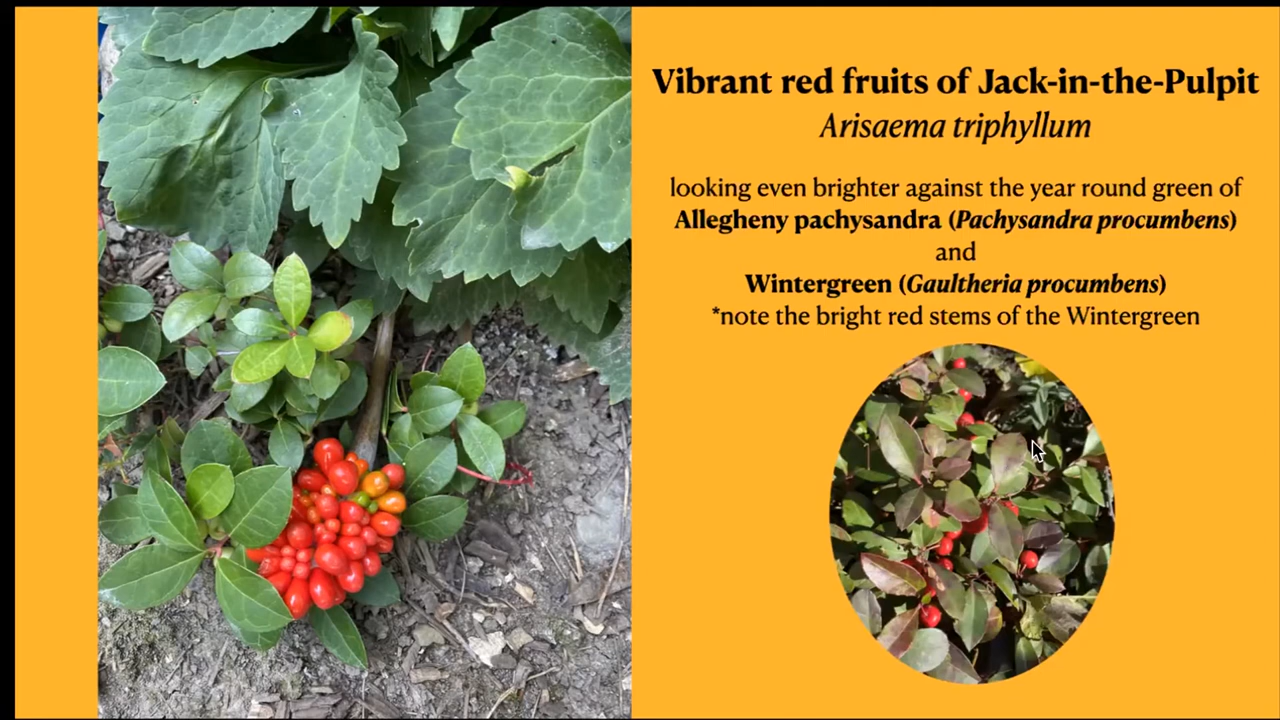 Vibrant red fruits of Jack-in-the-Pulpit
Arisaema triphyllum
looking even brighter against the year round green of
Allegheny pachysandra (Pachysandra procumbens)
and
Wintergreen (Gaultheria procumbens)
*note the bright red stems of the Wintergreen